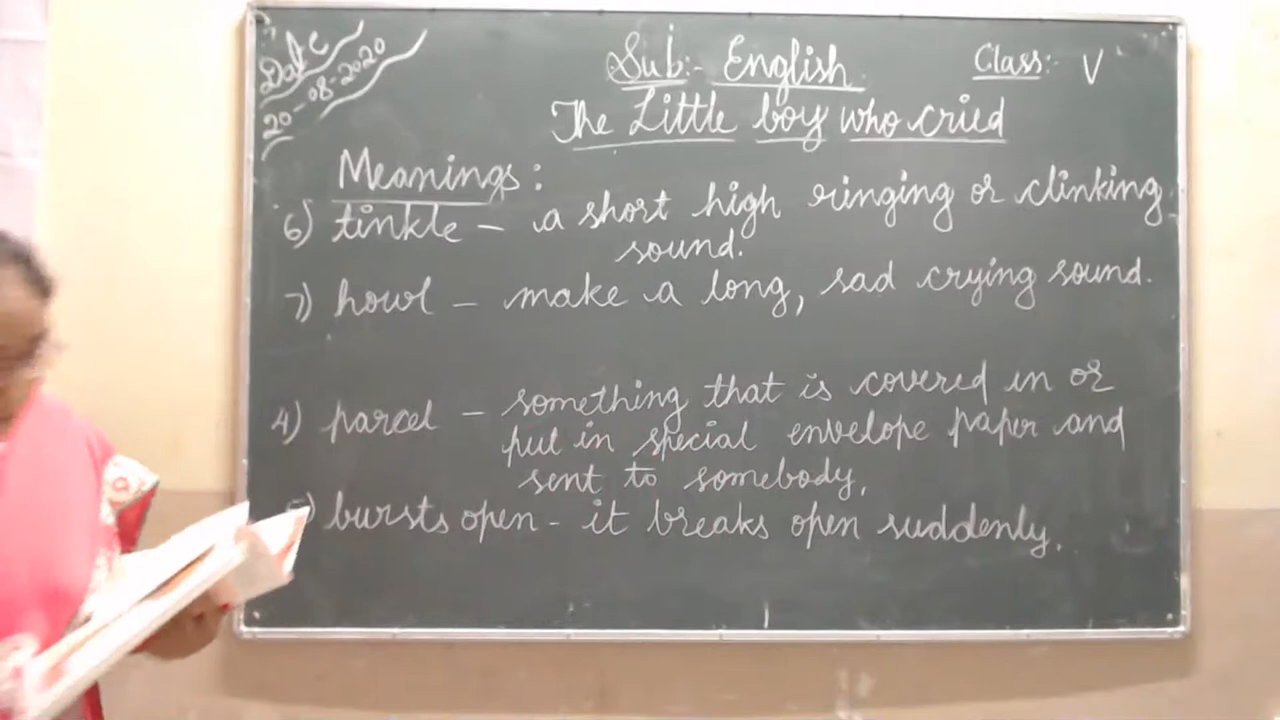 Date
20-08-2020
Sub:- English
Class:- V
The Little boy who cried
Meanings:
6) tinkle - a short high ringing or clinking
sound.
7) howl - make a long, sad crying sound.
4) parcel - something that is covered in or
put in special envelope paper and
sent to somebody.
5) bursts open - it breaks open suddenly.